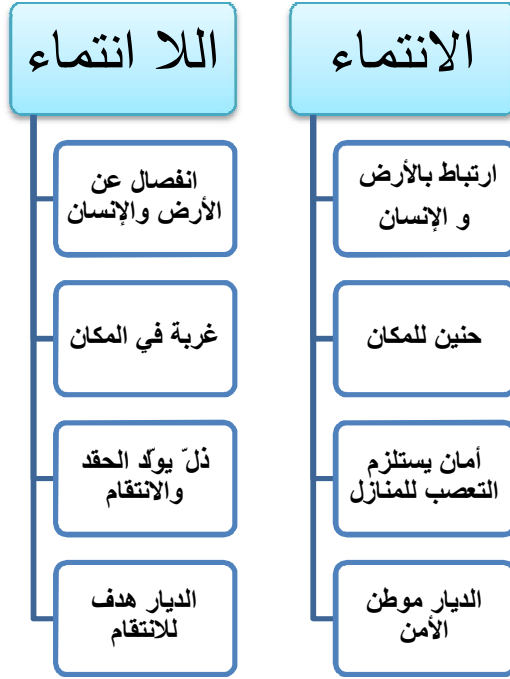 الانتماء
ارتباط بالأرض
و الإنسان
حنين للمكان
أمان يستلزم
التعصب للمنازل
الديار موطن
الأمن
اللا انتماء
انفصال عن
الأرض والإنسان
غربة في المكان
ذلّ يولّد الحقد
والانتقام
الديار هدف
للانتقام